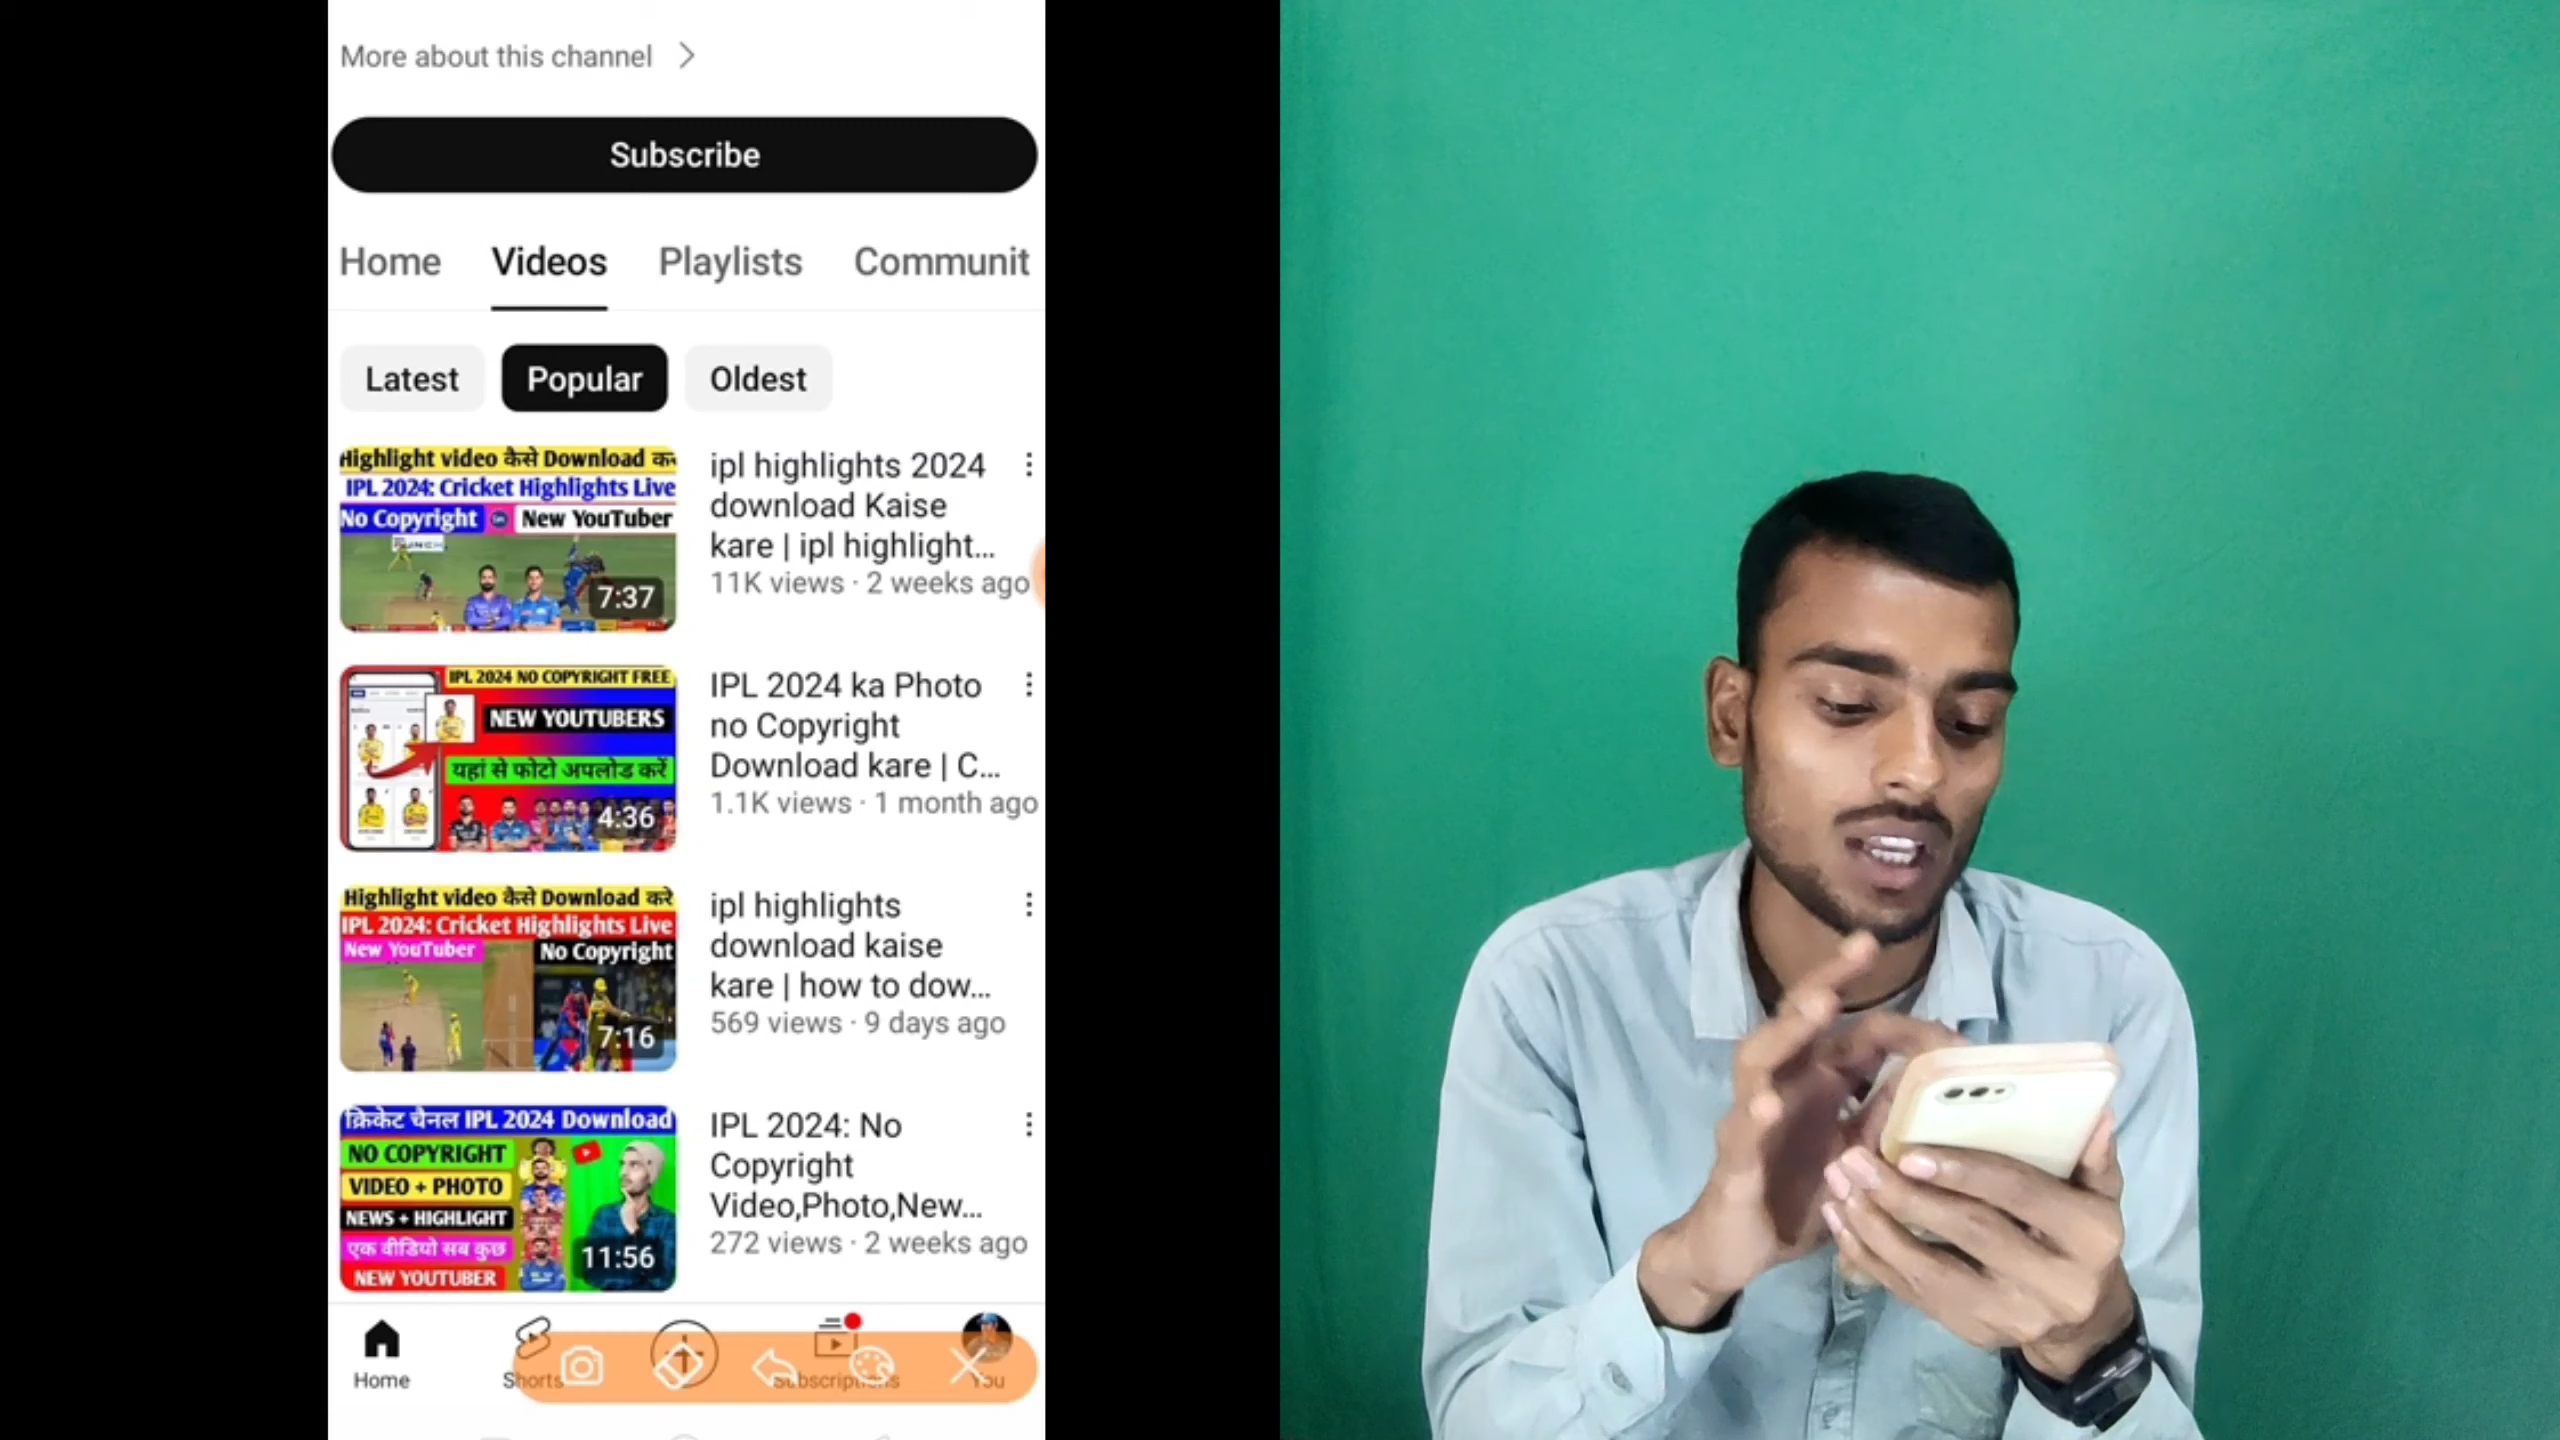 More about this channel
Subscribe
Home Videos Playlists Communit
Latest Popular Oldest
Highlight video कैसे Download
IPL 2024: Cricket Highlights Live
No Copyright New YouTuber
7:37
ipl highlights 2024
download Kaise
kare | ipl highlight...
11K views · 2 weeks ago
IPL 2024 NO COPYRIGHT FREE
NEW YOUTUBERS
यहां से फोटो अपलोड करें
4:36
IPL 2024 ka Photo
no Copyright
Download kare | C...
1.1K views · 1 month ago
Highlight video कैसे Download करे
IPL 2024: Cricket Highlights Live
New YouTuber No Copyright
7:16
ipl highlights
download kaise
kare | how to dow...
569 views · 9 days ago
क्रिकेट चैनल IPL 2024 Download
NO COPYRIGHT
VIDEO + PHOTO
NEWS + HIGHLIGHT
एक वीडियो सब कुछ
NEW YOUTUBER
11:56
IPL 2024: No
Copyright
Video,Photo,New...
272 views · 2 weeks ago
Home Shorts Subscriptions You